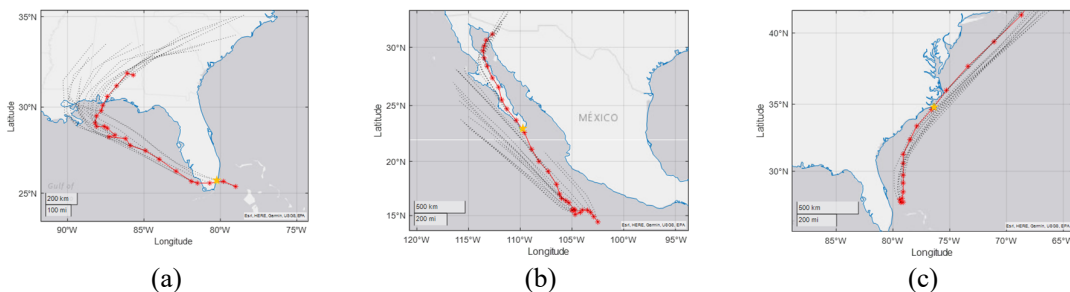 35°N
30°N
25°N
Latitude
Gulf of
200 km
100 mi
Esri, HERE, Garmin, USGS, EPA
90°W
85°W
80°W
75°W
Longitude
(a)
30°N
25°N
20°N
15°N
Latitude
MÉXICO
500 km
200 mi
Esri, HERE, Garmin, USGS, EPA
120°W
115°W
110°W
105°W
100°W
95°W
Longitude
(b)
40°N
35°N
30°N
Latitude
500 km
200 mi
Esri, HERE, Garmin, USGS, EPA
85°W
80°W
75°W
70°W
65°W
Longitude
(c)